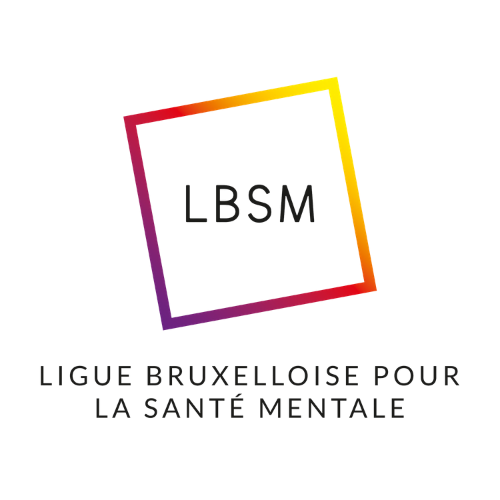 LBSM
LIGUE BRUXELLOISE POUR
LA SANTÉ MENTALE